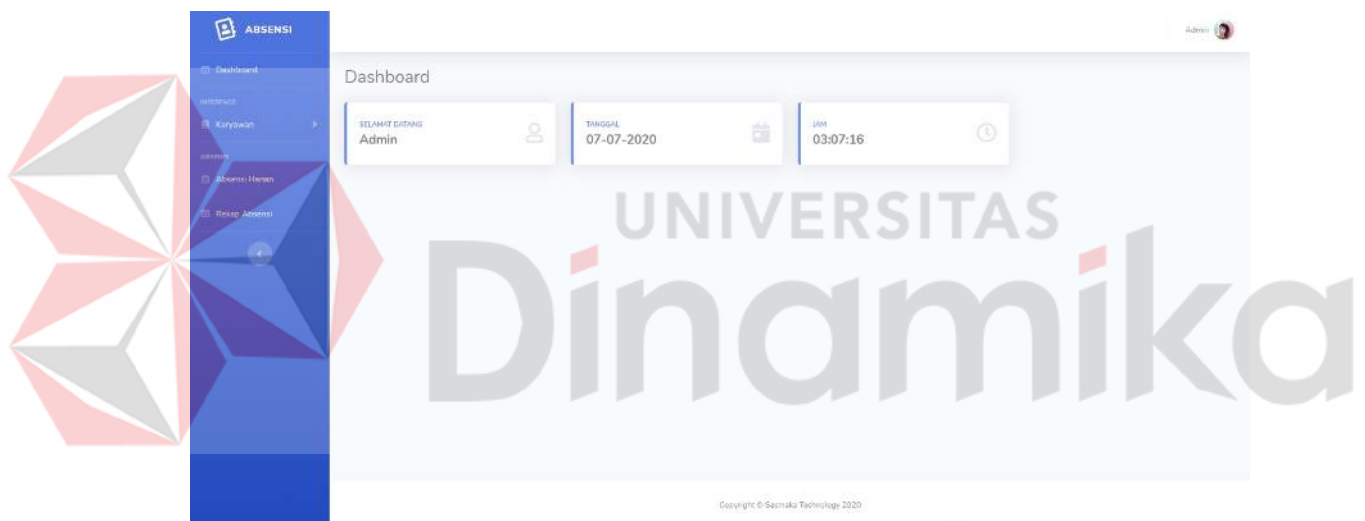 ABSENSI
Admin
Dashboard
INTERFACE
Karyawan
Absensi Harian
Rekap Absensi
Dashboard
SELAMAT DATANG
Admin
TANGGAL
07-07-2020
JAM
03:07:16
UNIVERSITAS
Dinamika
Copyright © Sasmaka Technology 2020